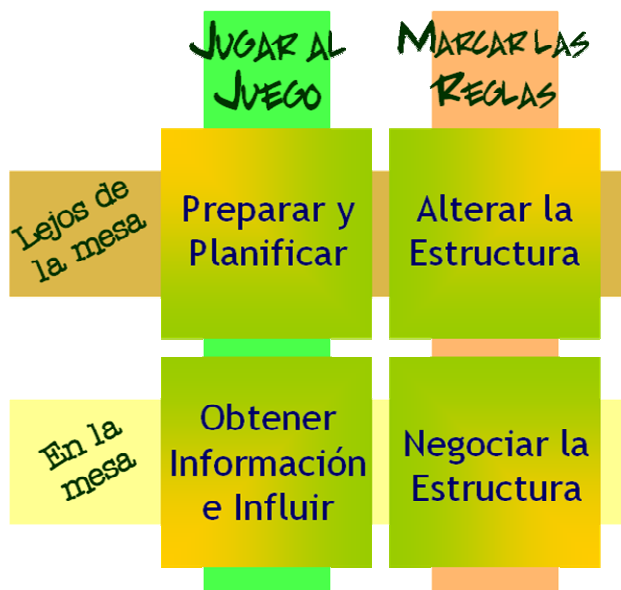 JUGAR AL
JUEGO
MARCAR LAS
REGLAS
Lejos de
la mesa
Preparar y
Planificar
Alterar la
Estructura
En la
mesa
Obtener
Información
e Influir
Negociar la
Estructura